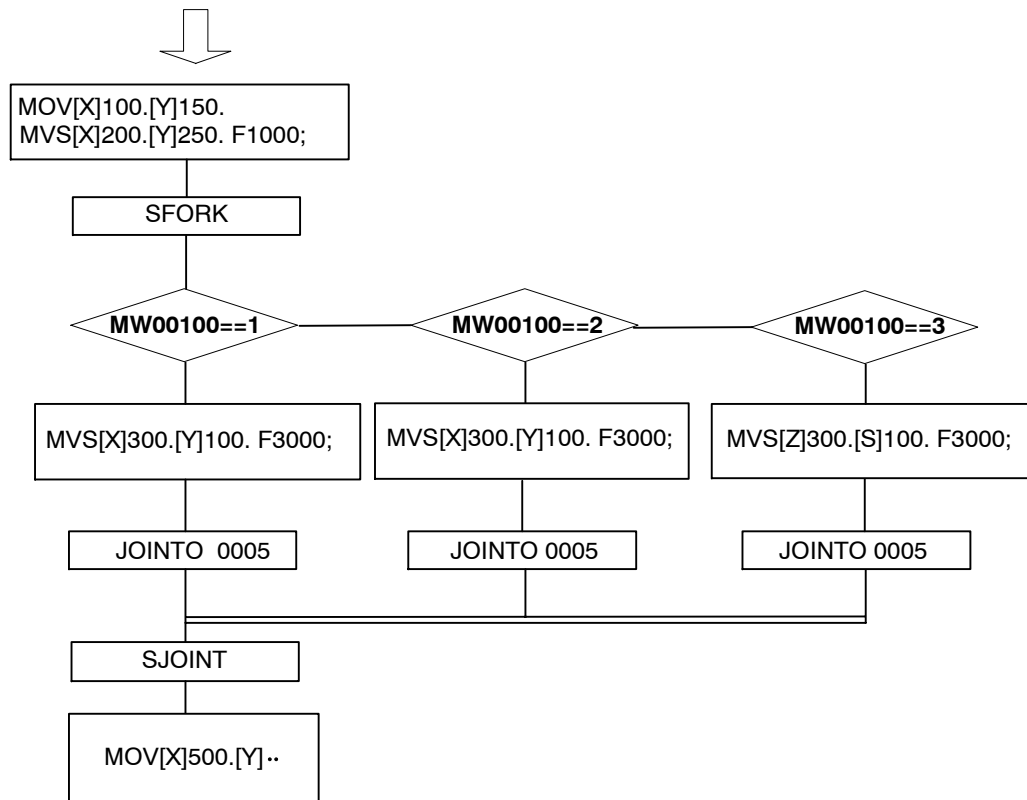 MOV[X]100.[Y]150.
MVS[X]200.[Y]250. F1000;
SFORK
MW00100==1
MW00100==2
MW00100==3
MVS[X]300.[Y]100. F3000;
MVS[X]300.[Y]100. F3000;
MVS[Z]300.[S]100. F3000;
JOINTO 0005
JOINTO 0005
JOINTO 0005
SJOINT
MOV[X]500.[Y]··